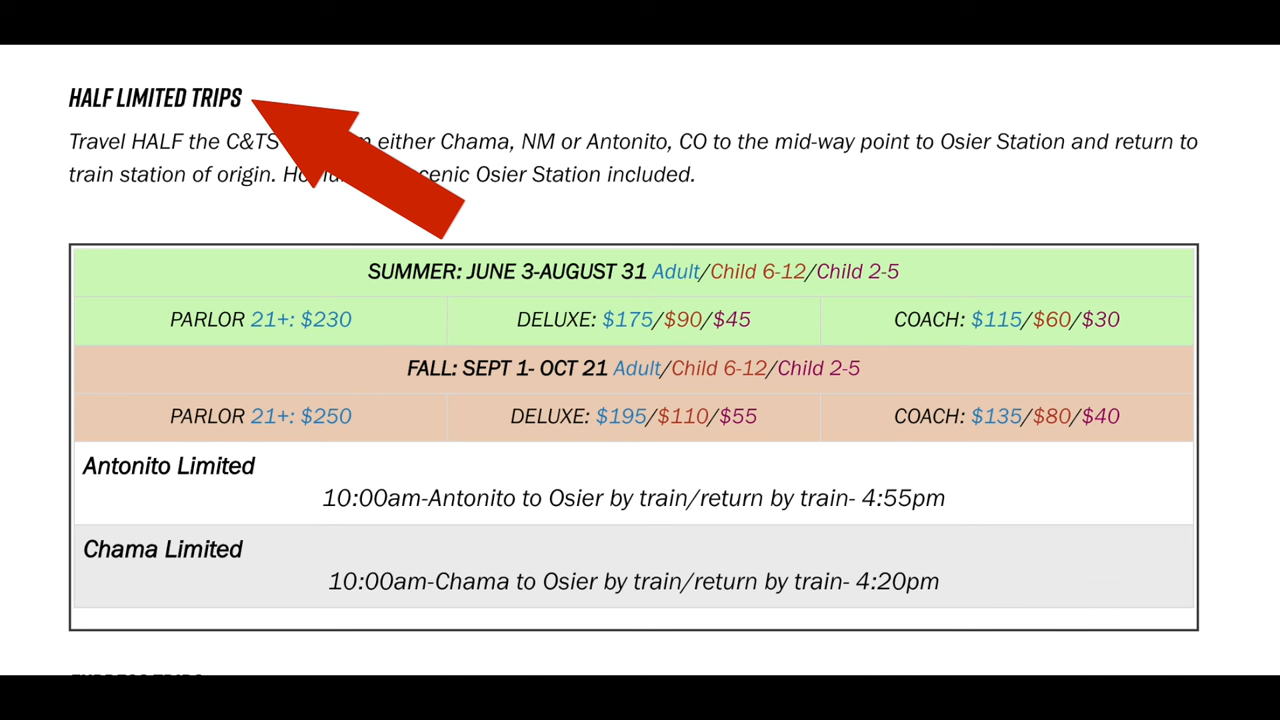 HALF LIMITED TRIPS
Travel HALF the C&TS either Chama, NM or Antonito, CO to the mid-way point to Osier Station and return to
train station of origin. Osier Station included.
SUMMER: JUNE 3-AUGUST 31 Adult/Child 6-12/Child 2-5
PARLOR 21+: $230 DELUXE: $175/$90/$45 COACH: $115/$60/$30
FALL: SEPT 1- OCT 21 Adult/Child 6-12/Child 2-5
PARLOR 21+: $250 DELUXE: $195/$110/$55 COACH: $135/$80/$40
Antonito Limited
10:00am-Antonito to Osier by train/return by train- 4:55pm
Chama Limited
10:00am-Chama to Osier by train/return by train- 4:20pm